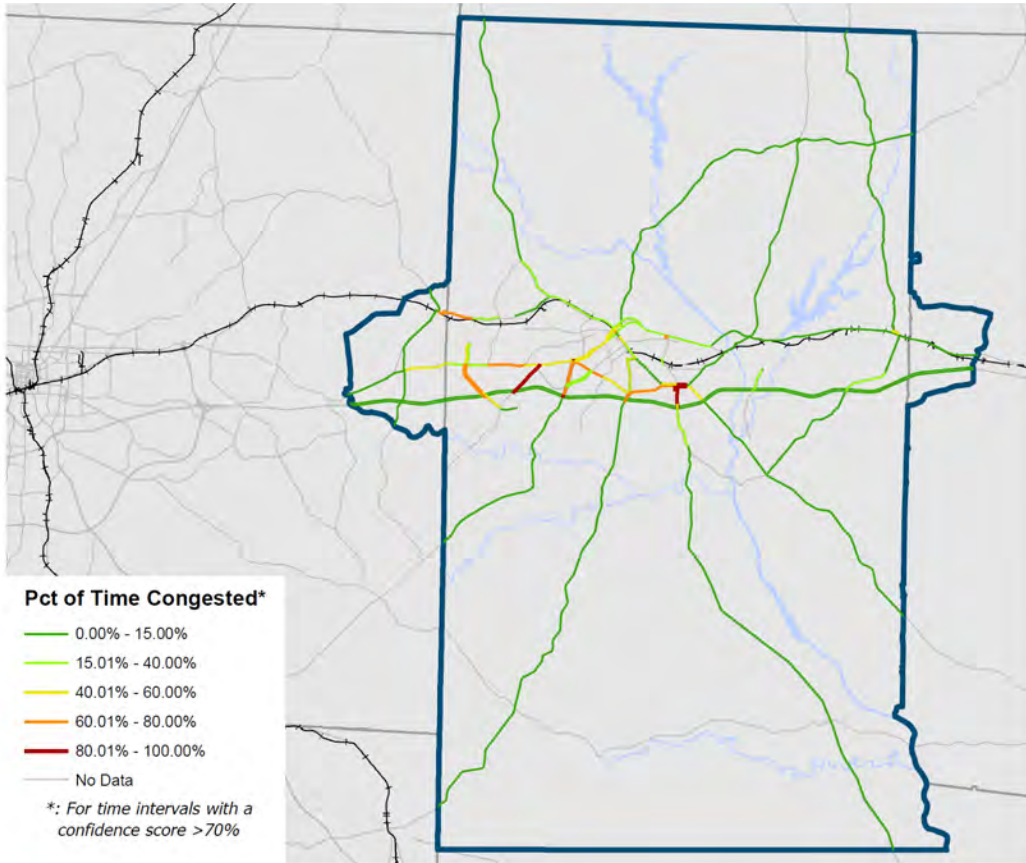 Pct of Time Congested*
0.00% - 15.00%
15.01% - 40.00%
40.01% - 60.00%
60.01% - 80.00%
80.01% - 100.00%
No Data
*: For time intervals with a
confidence score >70%